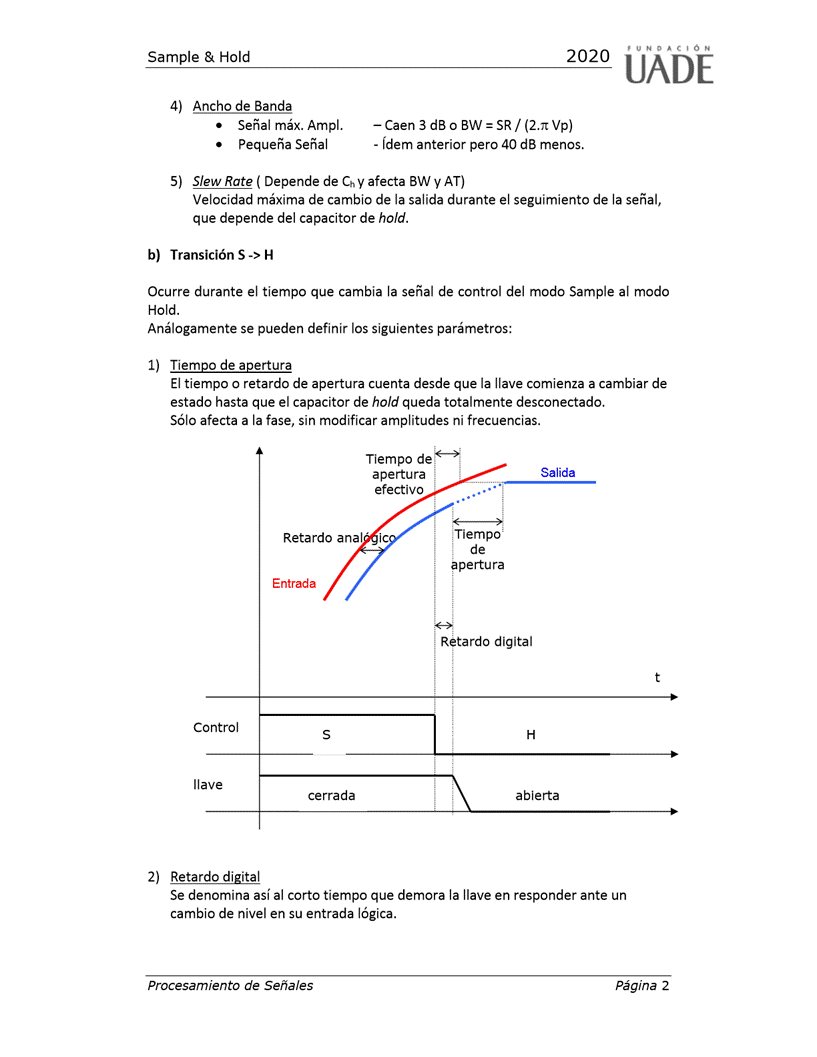 Sample & Hold 2020 FUNDACIÓN
UADE
4) Ancho de Banda
• Señal máx. Ampl. – Caen 3 dB o BW = SR / (2.π Vp)
• Pequeña Señal - Ídem anterior pero 40 dB menos.
5) Slew Rate ( Depende de Ch y afecta BW y AT)
Velocidad máxima de cambio de la salida durante el seguimiento de la señal,
que depende del capacitor de hold.
b) Transición S -> H
Ocurre durante el tiempo que cambia la señal de control del modo Sample al modo
Hold.
Análogamente se pueden definir los siguientes parámetros:
1) Tiempo de apertura
El tiempo o retardo de apertura cuenta desde que la llave comienza a cambiar de
estado hasta que el capacitor de hold queda totalmente desconectado.
Sólo afecta a la fase, sin modificar amplitudes ni frecuencias.
Tiempo de
apertura
efectivo
Salida
Retardo analógico
Tiempo
de
apertura
Entrada
Retardo digital
t
Control
S
H
llave
cerrada
abierta
2) Retardo digital
Se denomina así al corto tiempo que demora la llave en responder ante un
cambio de nivel en su entrada lógica.
Procesamiento de Señales Página 2